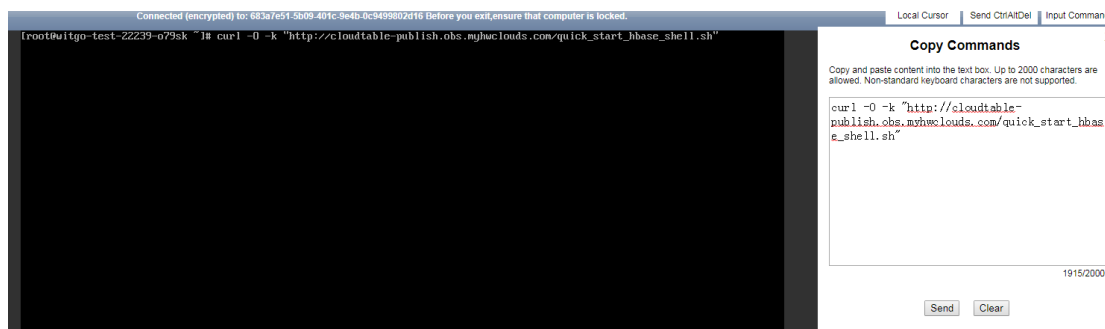 Connected (encrypted) to: 683a7e51-5b09-401c-9e4b-0c9499802d16 Before you exit,ensure that computer is locked.
Local Cursor
Send CtrlAltDel
Input Comman
[root@witgo-test-22239-o79sk ~]# curl -O -k "http://cloudtable-publish.obs.myhwclouds.com/quick_start_hbase_shell.sh"
Copy Commands
Copy and paste content into the text box. Up to 2000 characters are
allowed. Non-standard keyboard characters are not supported.
curl -O -k "http://cloudtable-
publish.obs.myhwclouds.com/quick_start_hbas
e_shell.sh"
1915/2000
Send
Clear